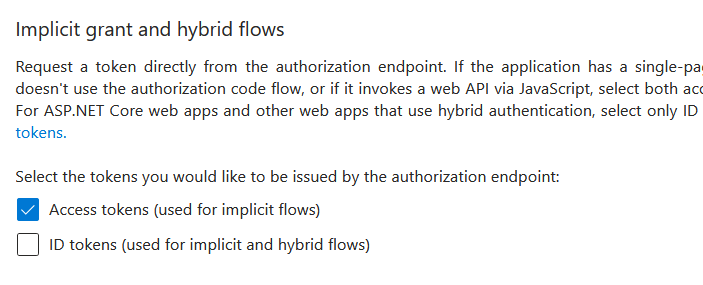 Implicit grant and hybrid flows
Request a token directly from the authorization endpoint. If the application has a single-pa
doesn't use the authorization code flow, or if it invokes a web API via JavaScript, select both
For ASP.NET Core web apps and other web apps that use hybrid authentication, select only ID
tokens.
Select the tokens you would like to be issued by the authorization endpoint:
Access tokens (used for implicit flows)
ID tokens (used for implicit and hybrid flows)